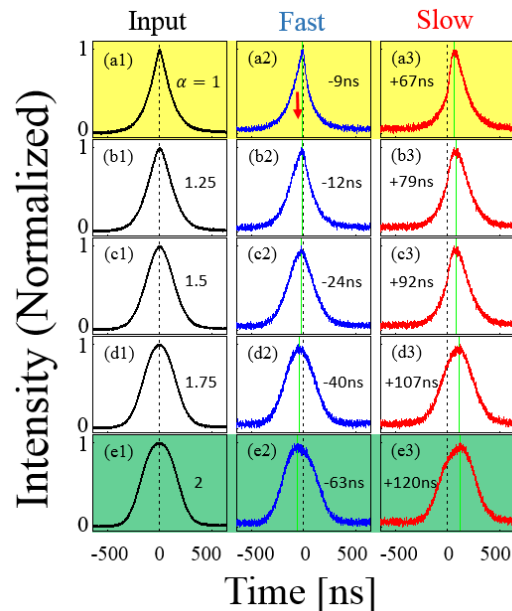 Input Fast Slow
Intensity (Normalized)
1
0
(a1) α = 1
(a2) -9ns
(a3) +67ns
1
0
(b1) 1.25
(b2) -12ns
(b3) +79ns
1
0
(c1) 1.5
(c2) -24ns
(c3) +92ns
1
0
(d1) 1.75
(d2) -40ns
(d3) +107ns
1
0
(e1) 2
(e2) -63ns
(e3) +120ns
-500 0 500 -500 0 500 -500 0 500
Time [ns]